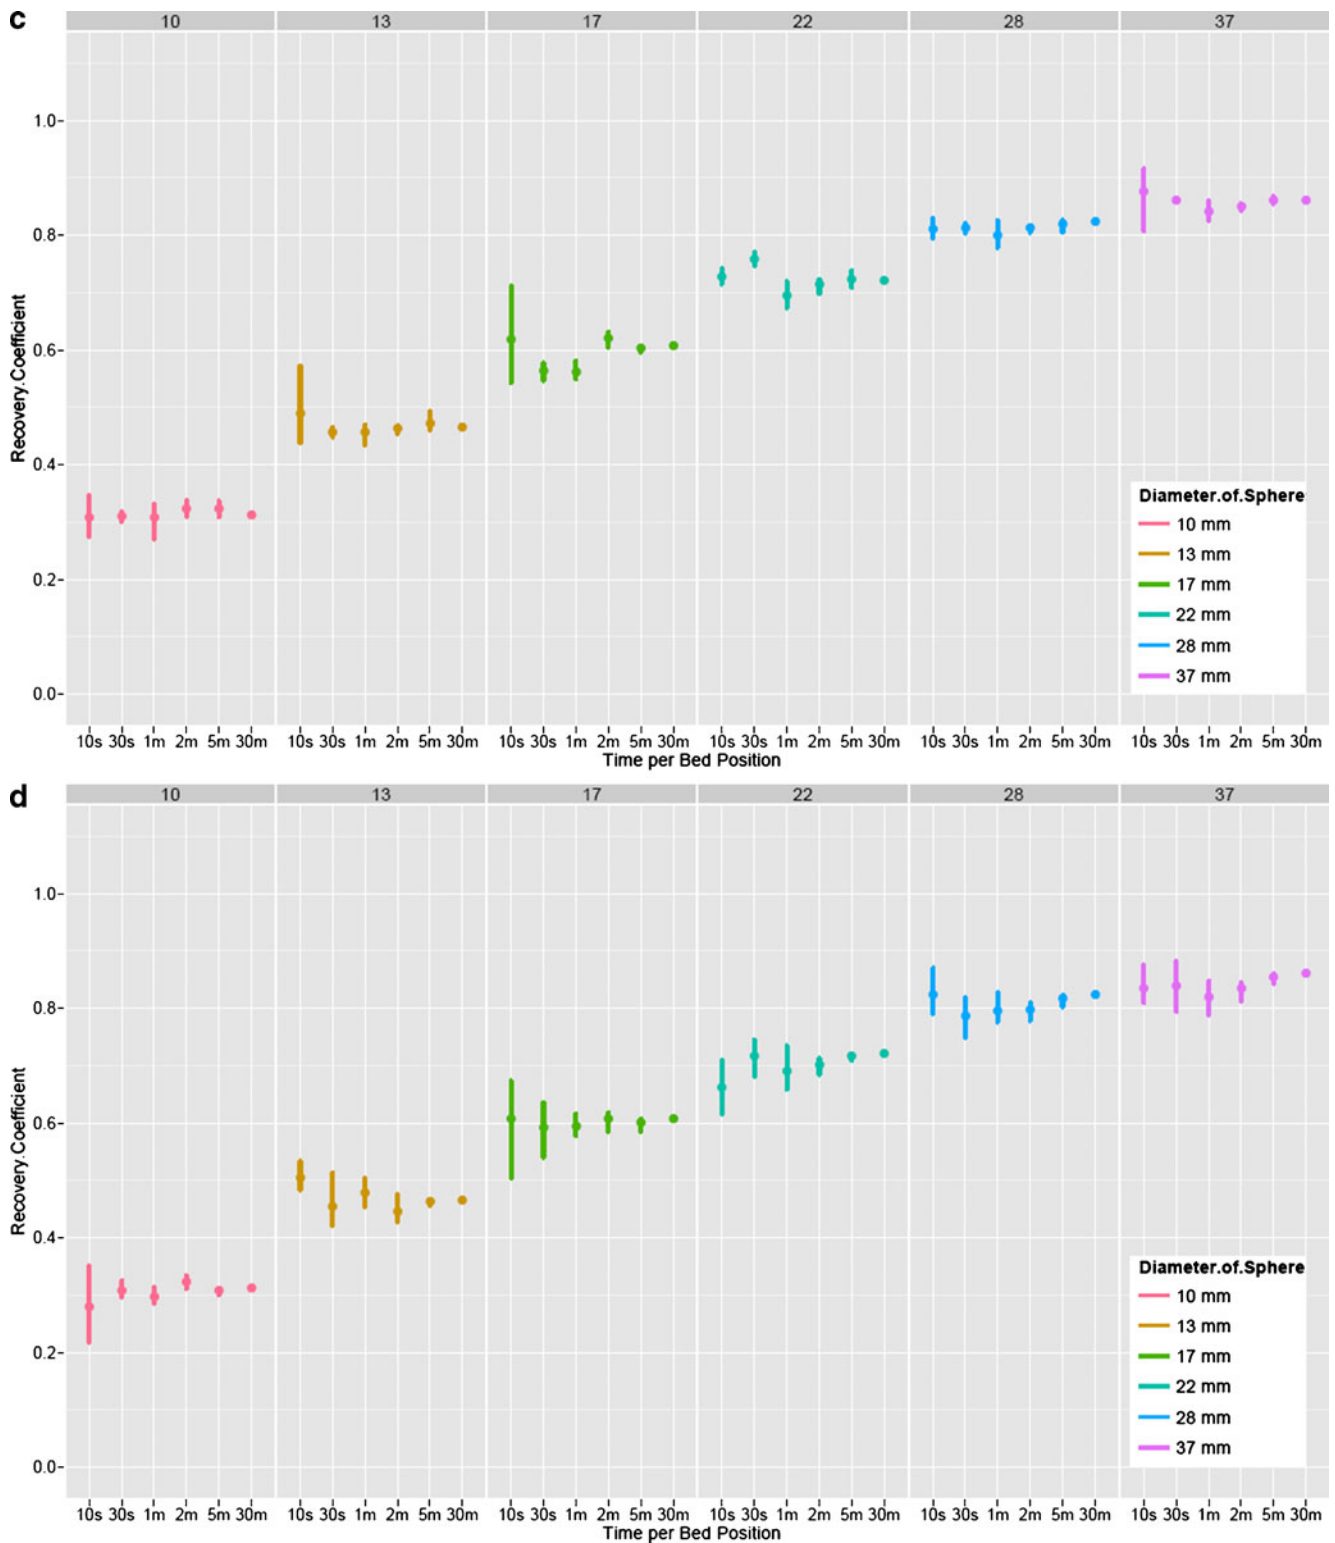 c
10 13 17 22 28 37
1.0
0.8
0.6
0.4
0.2
0.0
Recovery.Coefficient
Diameter.of.Sphere
10 mm
13 mm
17 mm
22 mm
28 mm
37 mm
10s 30s 1m 2m 5m 30m 10s 30s 1m 2m 5m 30m 10s 30s 1m 2m 5m 30m 10s 30s 1m 2m 5m 30m 10s 30s 1m 2m 5m 30m 10s 30s 1m 2m 5m 30m
Time per Bed Position
d
10 13 17 22 28 37
1.0
0.8
0.6
0.4
0.2
0.0
Recovery.Coefficient
Diameter.of.Sphere
10 mm
13 mm
17 mm
22 mm
28 mm
37 mm
10s 30s 1m 2m 5m 30m 10s 30s 1m 2m 5m 30m 10s 30s 1m 2m 5m 30m 10s 30s 1m 2m 5m 30m 10s 30s 1m 2m 5m 30m 10s 30s 1m 2m 5m 30m
Time per Bed Position